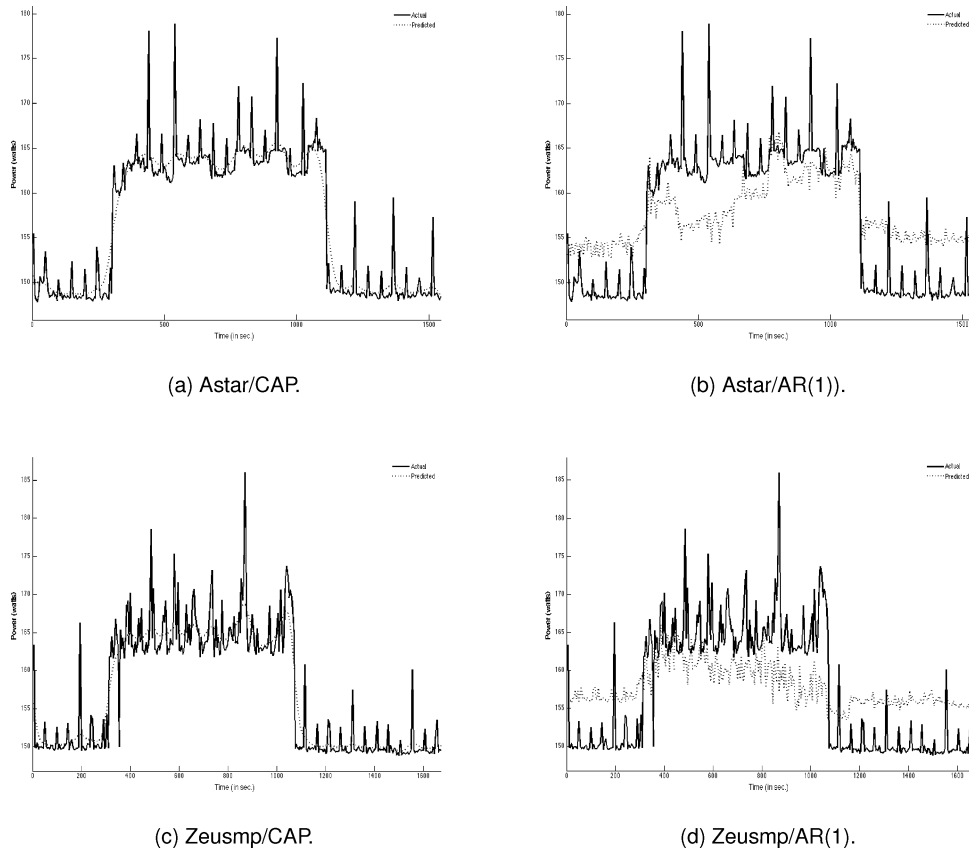 180
Actual
Predicted
175
170
165
Power (watts)
160
155
150
0
500
1000
1500
Time (in sec.)
(a) Astar/CAP.
180
Actual
Predicted
175
170
165
Power (watts)
160
155
150
0
500
1000
1500
Time (in sec.)
(b) Astar/AR(1)).
Actual
Predicted
185
180
175
170
Power (watts)
165
160
155
150
0
200
400
600
800
1000
1200
1400
1600
Time (in sec.)
(c) Zeusmp/CAP.
Actual
Predicted
185
180
175
170
Power (watts)
165
160
155
150
0
200
400
600
800
1000
1200
1400
1600
Time (in sec.)
(d) Zeusmp/AR(1).